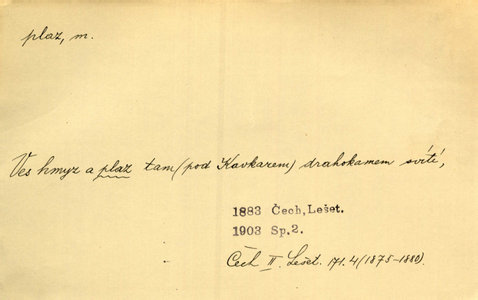 plaz, m.
Ves hmyz a plaz tam (pod Kavkazem) drahokamem svítí,
1883 Čech, Lešet.
1903 Sp.2.
Čech II. Lešet. 171.4 (1875-1880).